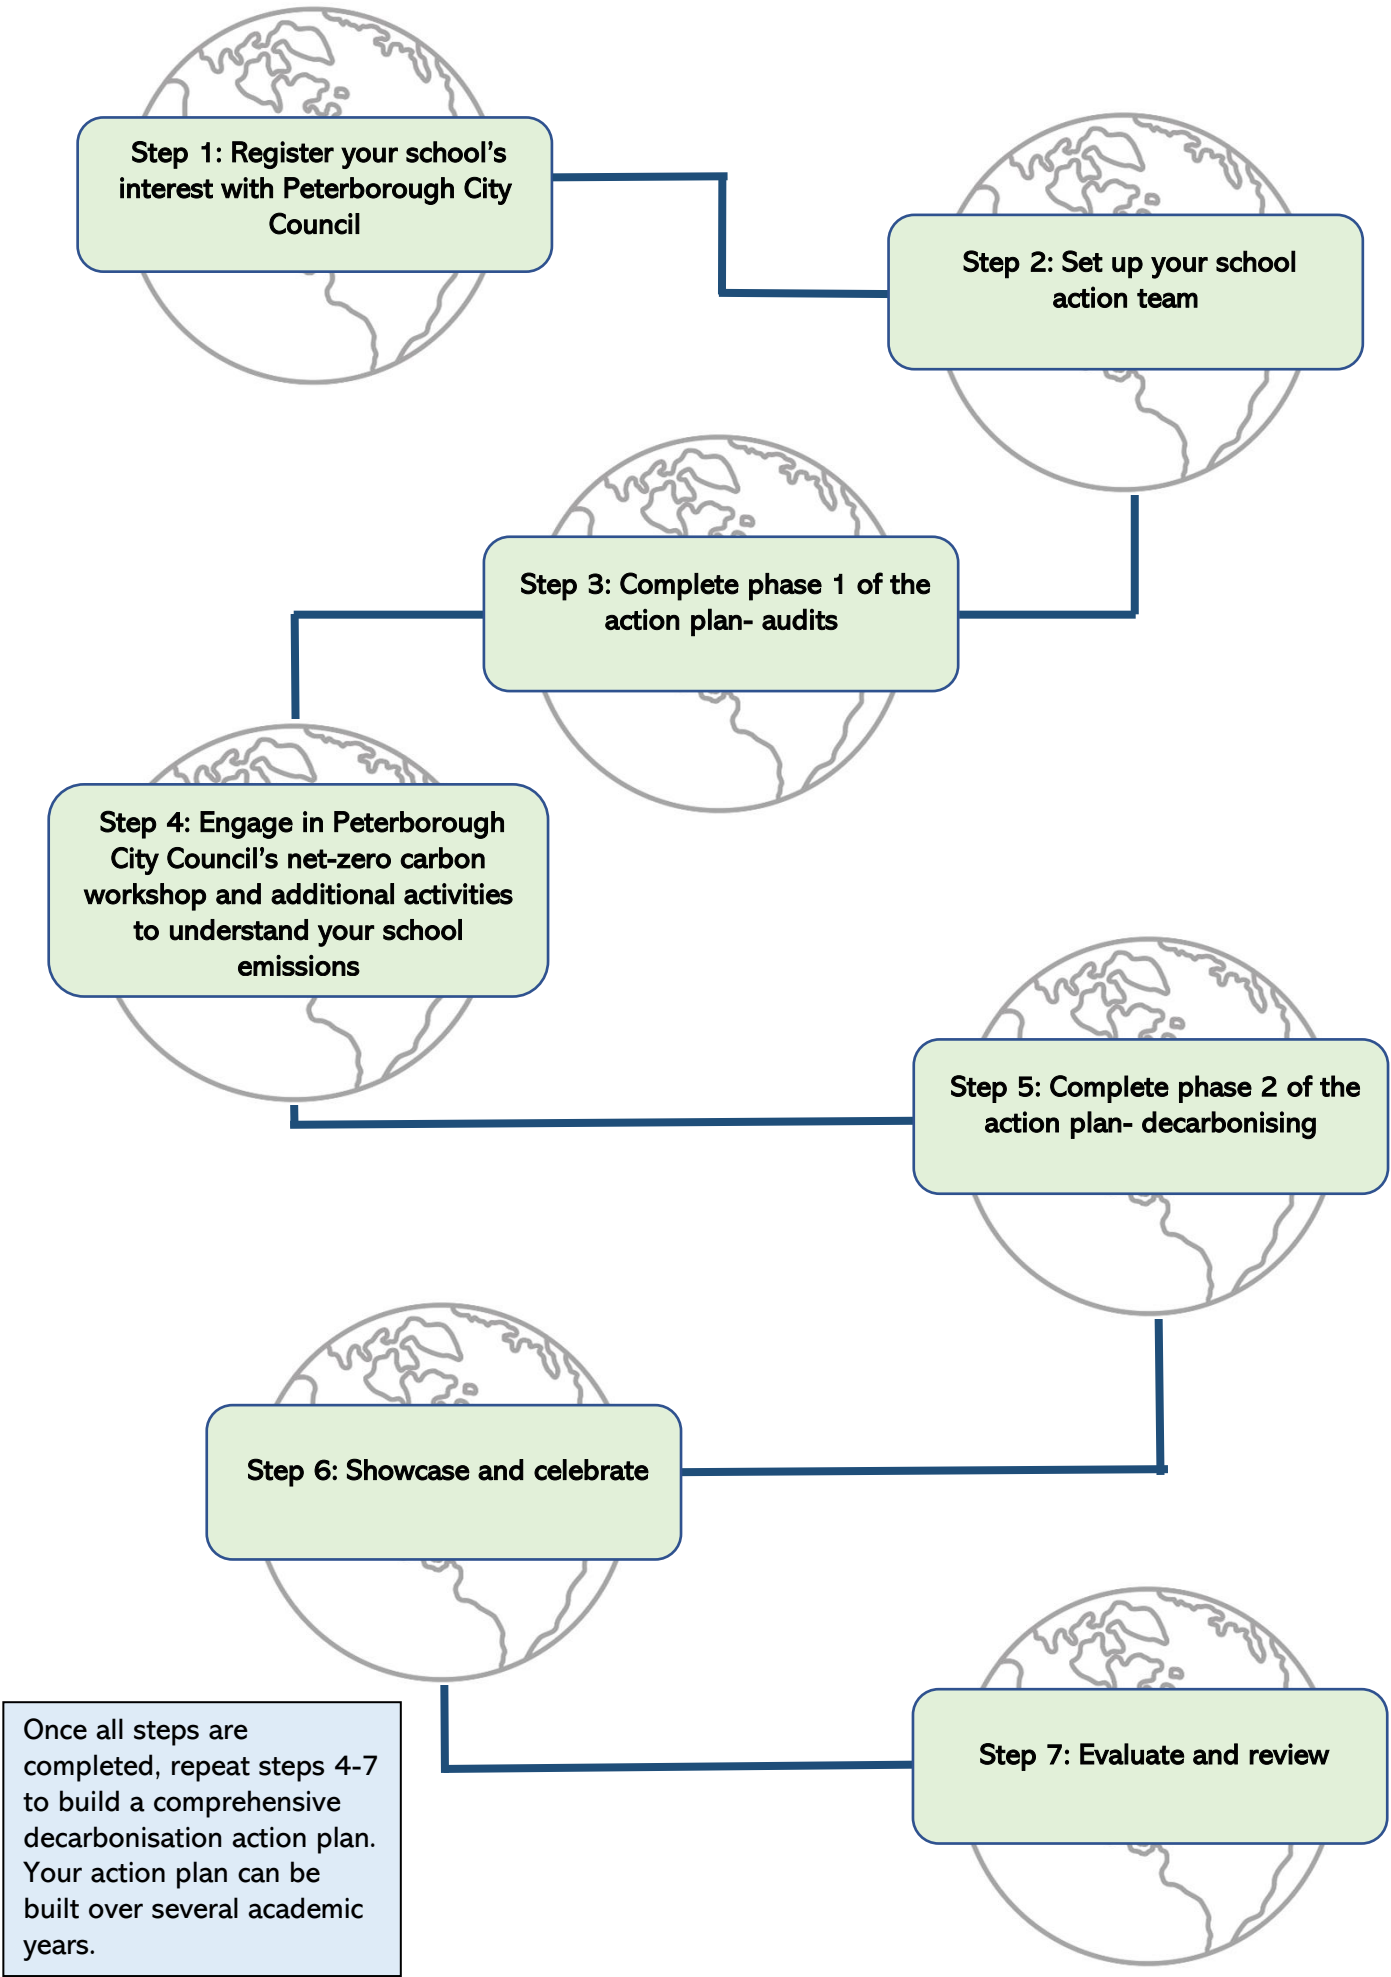 Step 1: Register your school’s
interest with Peterborough City
Council
Step 2: Set up your school
action team
Step 3: Complete phase 1 of the
action plan- audits
Step 4: Engage in Peterborough
City Council’s net-zero carbon
workshop and additional activities
to understand your school
emissions
Step 5: Complete phase 2 of the
action plan- decarbonising
Step 6: Showcase and celebrate
Step 7: Evaluate and review
Once all steps are
completed, repeat steps 4-7
to build a comprehensive
decarbonisation action plan.
Your action plan can be
built over several academic
years.